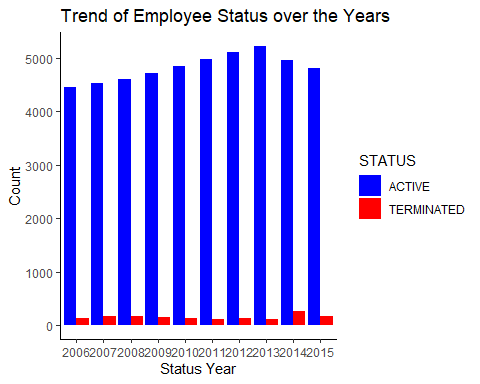 Trend of Employee Status over the Years
5000
4000
3000
2000
1000
0
Count
2006200720082009201020112012201320142015
Status Year
STATUS
ACTIVE
TERMINATED